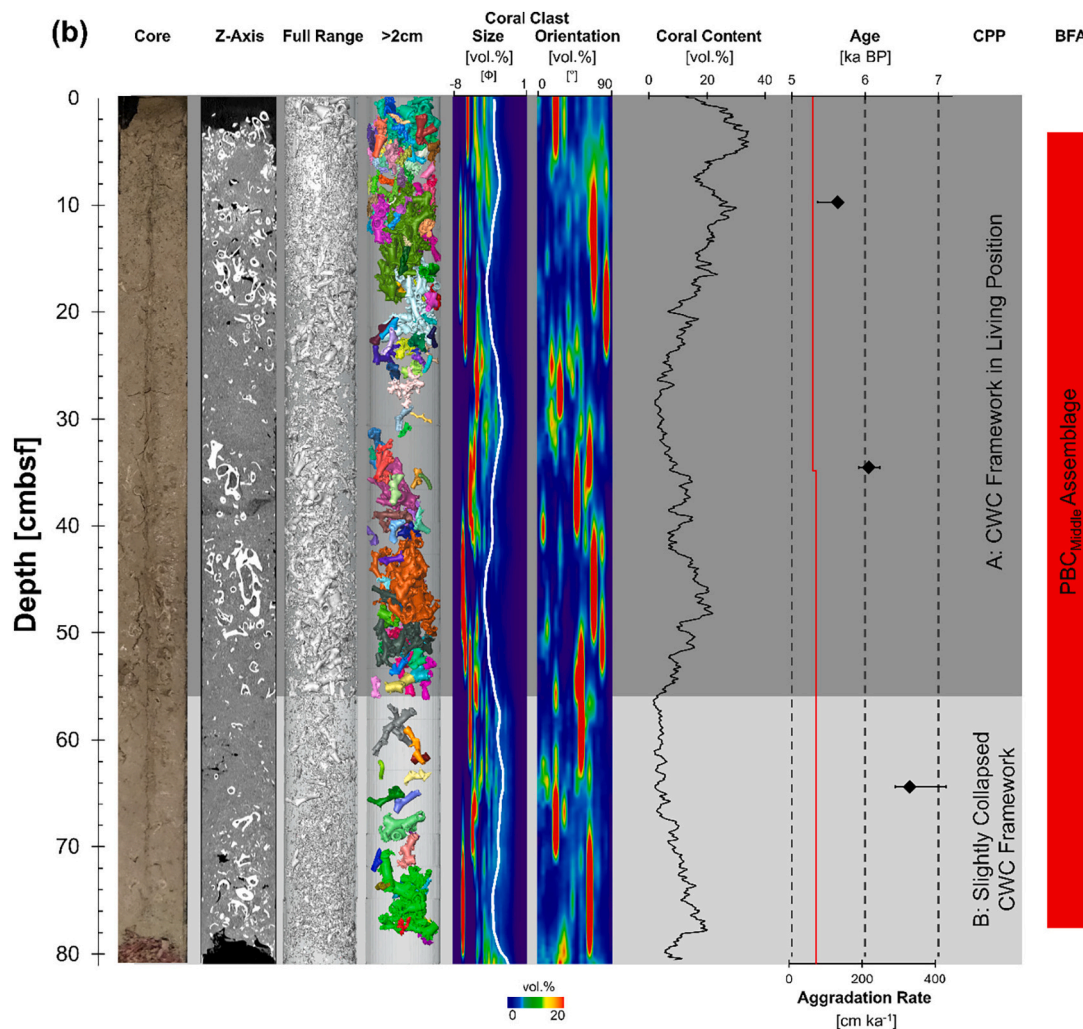 (b)
Core
Z-Axis
Full Range
>2cm
Coral Clast
Size
Orientation
[vol.%]
[vol.%]
[Φ]
[°]
-8
1
0
90
Coral Content
[vol.%]
0
20
40
Age
[ka BP]
5
6
7
CPP
BFA
Depth [cmbsf]
0
10
20
30
40
50
60
70
80
A: CWC Framework in Living Position
B: Slightly Collapsed
CWC Framework
PBCMiddle Assemblage
vol.%
0
20
0
200
400
Aggradation Rate
[cm ka-1]